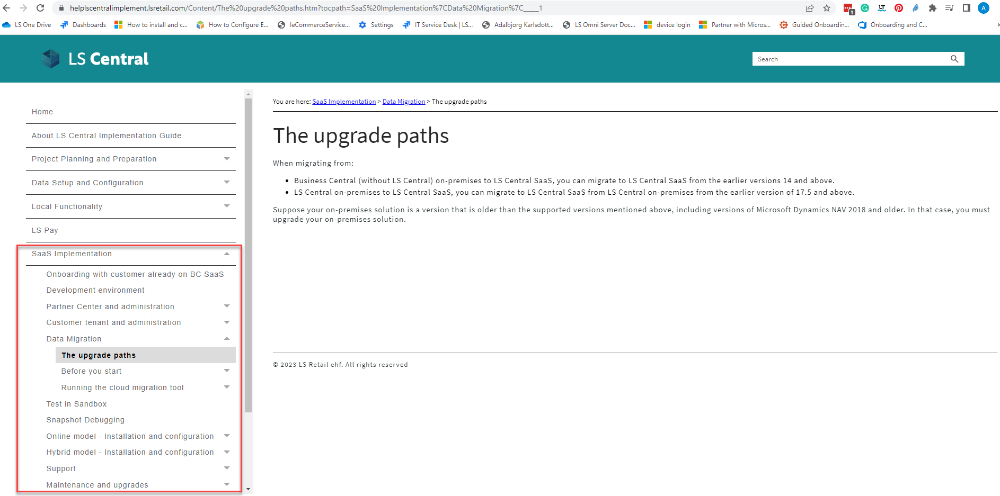 helplscentralimplement.lsretail.com/Content/The%20upgrade%20paths.htm?tocpath=SaaS%20Implementation%7CData%20Migration%7C_____1
1
G
LT
A
LS One Drive
Dashboards
How to install and c...
How to Configure E...
leCommerceService...
Settings
IT Service Desk | LS...
Adalbjorg Karlsdott...
LS Omni Server Doc...
device login
Partner with Micros...
Guided Onboardin...
Onboarding and C...
LS Central
Search
Home
About LS Central Implementation Guide
Project Planning and Preparation
Data Setup and Configuration
Local Functionality
LS Pay
SaaS Implementation
Onboarding with customer already on BC SaaS
Development environment
Partner Center and administration
Customer tenant and administration
Data Migration
The upgrade paths
Before you start
Running the cloud migration tool
Test in Sandbox
Snapshot Debugging
Online model - Installation and configuration
Hybrid model - Installation and configuration
Support
Maintenance and upgrades
You are here: SaaS Implementation > Data Migration > The upgrade paths
The upgrade paths
When migrating from:
• Business Central (without LS Central) on-premises to LS Central SaaS, you can migrate to LS Central SaaS from the earlier versions 14 and above.
• LS Central on-premises to LS Central SaaS, you can migrate to LS Central SaaS from LS Central on-premises from the earlier version of 17.5 and above.
Suppose your on-premises solution is a version that is older than the supported versions mentioned above, including versions of Microsoft Dynamics NAV 2018 and older. In that case, you must
upgrade your on-premises solution.
© 2023 LS Retail ehf. All rights reserved